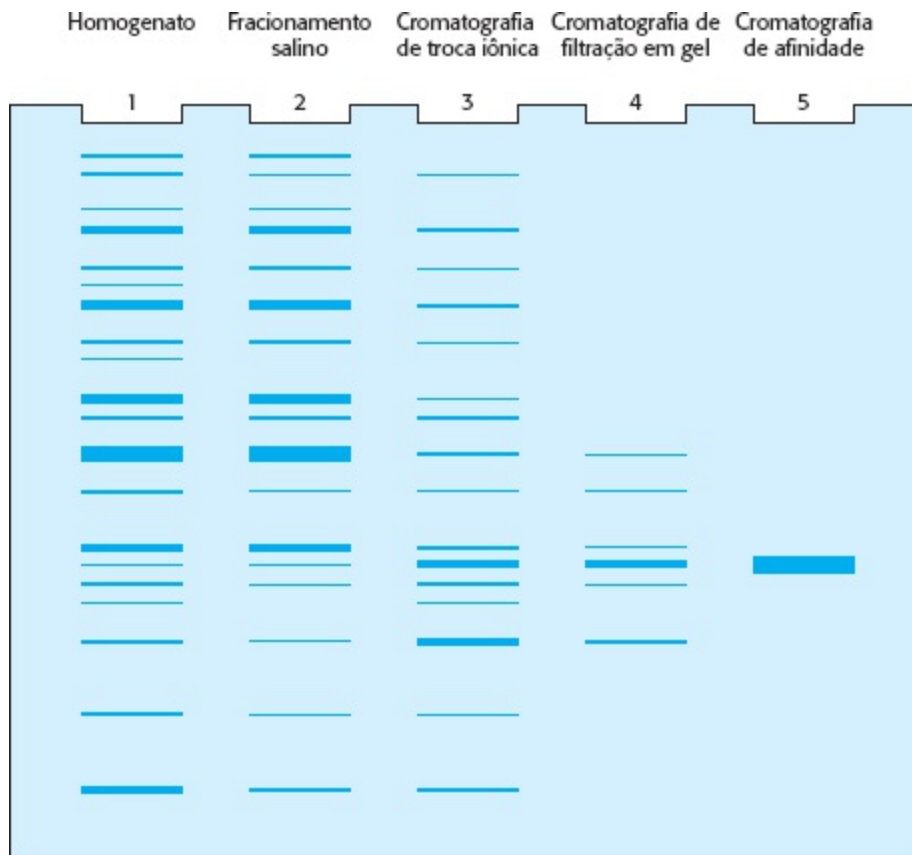 Homogenato
Fracionamento
salino
Cromatografia
de troca iônica
Cromatografia de
filtração em gel
Cromatografia
de afinidade
1
2
3
4
5